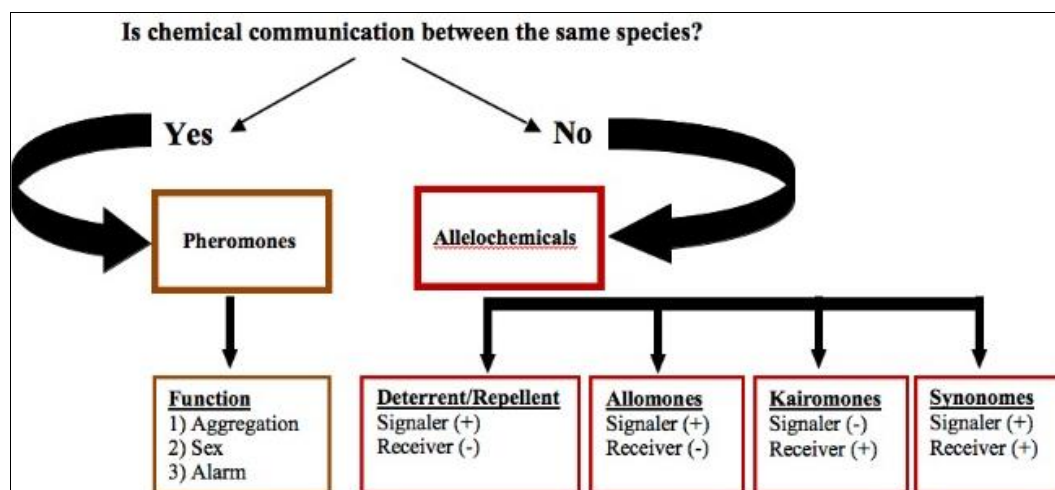 Is chemical communication between the same species?
Yes
No
Pheromones
Allelochemicals
Function
1) Aggregation
2) Sex
3) Alarm
Deterrent/Repellent
Signaler (+)
Receiver (-)
Allomones
Signaler (+)
Receiver (-)
Kairomones
Signaler (-)
Receiver (+)
Synonomes
Signaler (+)
Receiver (+)